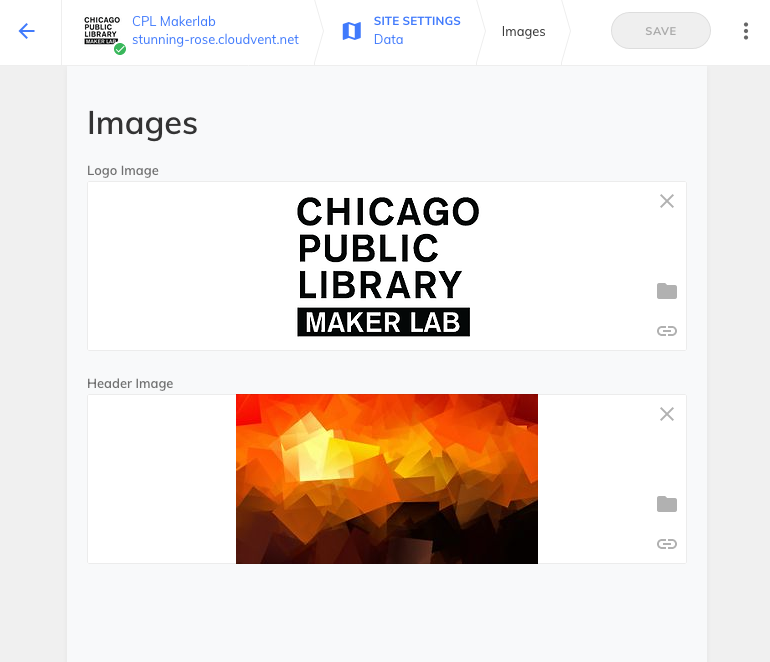 CHICAGO
PUBLIC
LIBRARY
MAKER LAB
CPL Makerlab
stunning-rose.cloudvent.net
SITE SETTINGS
Data
Images
SAVE
Images
Logo Image
CHICAGO
PUBLIC
LIBRARY
MAKER LAB
Header Image